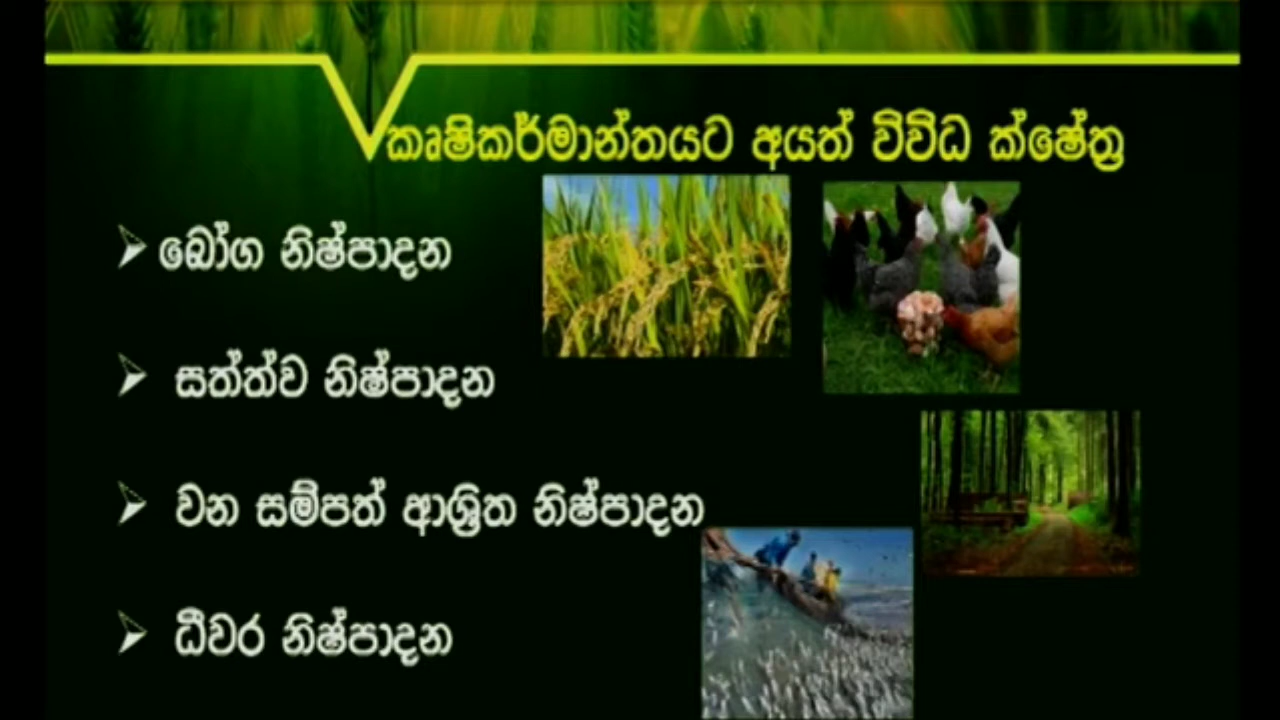 කෘෂිකර්මාන්තයට අයත් විවිධ ක්ෂේත්‍ර
බෝග නිෂ්පාදන
සත්ත්ව නිෂ්පාදන
වන සම්පත් ආශ්‍රිත නිෂ්පාදන
ධීවර නිෂ්පාදන